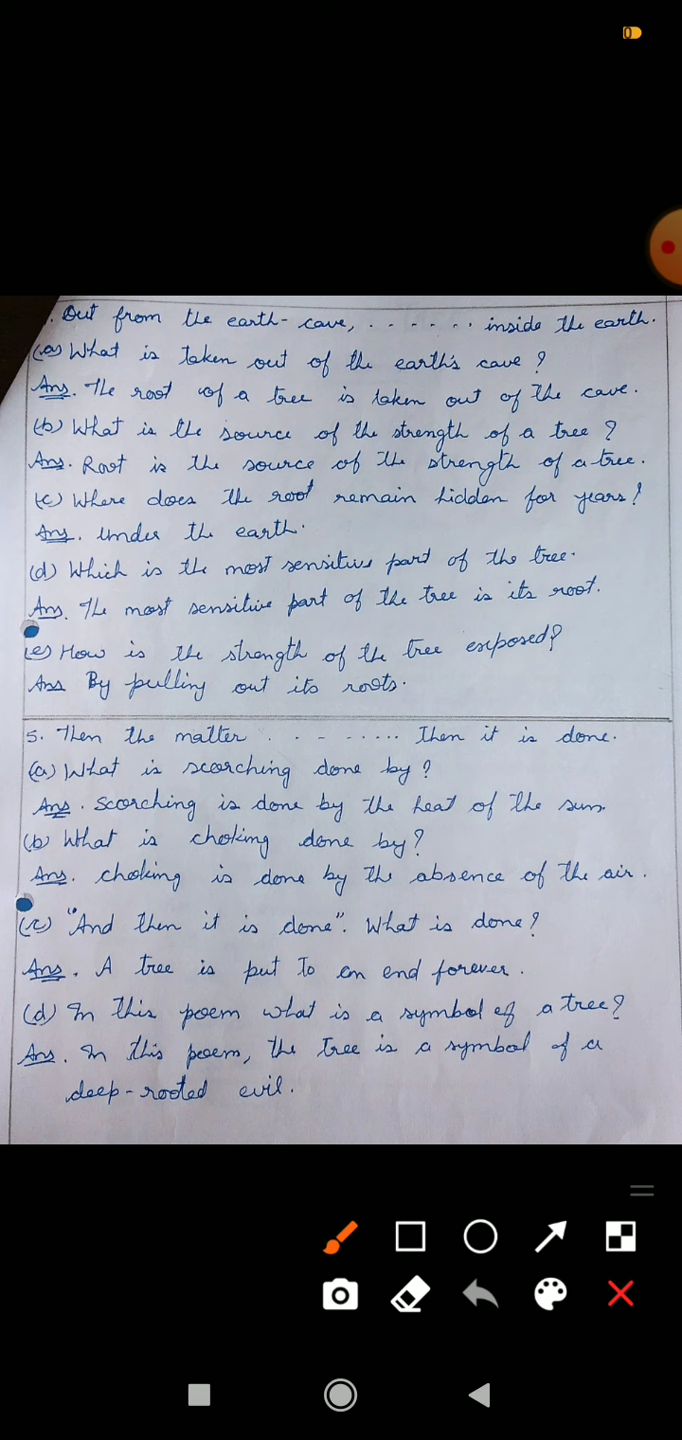 . Out from the earth-cave, . . . . . . inside the earth.
(a) What is taken out of the earth's cave ?
Ans. The root of a tree is taken out of the cave.
(b) What is the source of the strength of a tree ?
Ans. Root is the source of the strength of a tree.
(c) Where does the root remain hidden for years?
Ans. Under the earth.
(d) Which is the most sensitive part of the tree.
Ans. The most sensitive part of the tree is its root.
(e) How is the strength of the tree exposed?
Ans By pulling out its roots.
5. Then the matter . . - . . . . . . Then it is done.
(a) What is scorching done by ?
Ans. Scorching is done by the heat of the sun
(b) What is choking done by?
Ans. choking is done by the absence of the air.
(c) "And then it is done". What is done?
Ans. A tree is put to an end forever.
(d) In this poem what is a symbol of a tree?
Ans. In this poem, the tree is a symbol of a
deep-rooted evil.